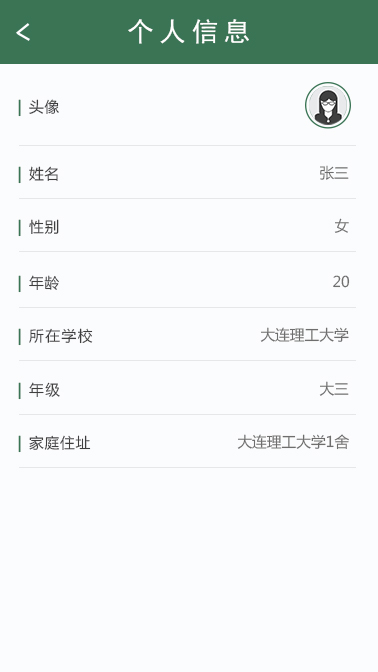 个人信息
头像
姓名 张三
性别 女
年龄 20
所在学校 大连理工大学
年级 大三
家庭住址 大连理工大学1舍